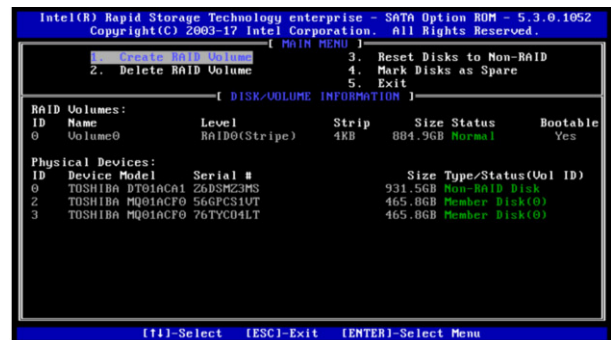 Intel(R) Rapid Storage Technology enterprise - SATA Option ROM - 5.3.0.1052
Copyright(C) 2003-17 Intel Corporation. All Rights Reserved.
[ MAIN MENU ]
1. Create RAID Volume 3. Reset Disks to Non-RAID
2. Delete RAID Volume 4. Mark Disks as Spare
5. Exit
[ DISK/VOLUME INFORMATION ]
RAID Volumes:
ID Name Level Strip Size Status Bootable
0 Volume0 RAID0(Stripe) 4KB 884.9GB Normal Yes
Physical Devices:
ID Device Model Serial # Size Type/Status(Vol ID)
0 TOSHIBA DT01ACA1 Z6DSMZ3MS 931.5GB Non-RAID Disk
2 TOSHIBA MQ01ACF0 56GPCS1VT 465.8GB Member Disk(0)
3 TOSHIBA MQ01ACF0 76TYCO4LT 465.8GB Member Disk(0)
[↑↓]-Select [ESC]-Exit [ENTER]-Select Menu